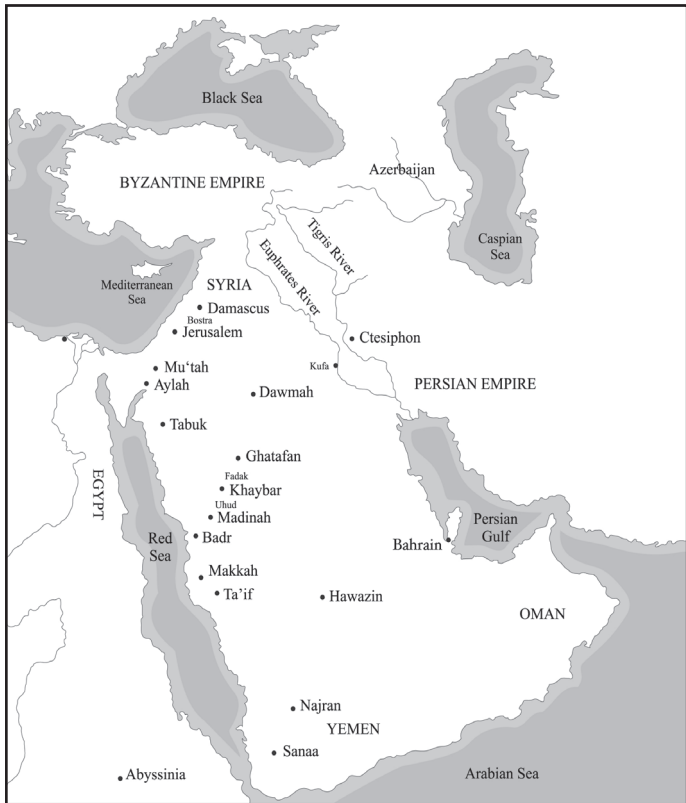 Black Sea
Azerbaijan
BYZANTINE EMPIRE
Tigris River
Caspian
Sea
Euphrates River
Mediterranean
Sea
SYRIA
Damascus
Bostra
Jerusalem
Ctesiphon
Kufa
Mu‘tah
Aylah
Dawmah
PERSIAN EMPIRE
Tabuk
Ghatafan
EGYPT
Fadak
Khaybar
Uhud
Madinah
Badr
Red
Sea
Persian
Gulf
Bahrain
Makkah
Ta’if
Hawazin
OMAN
Najran
YEMEN
Sanaa
Abyssinia
Arabian Sea